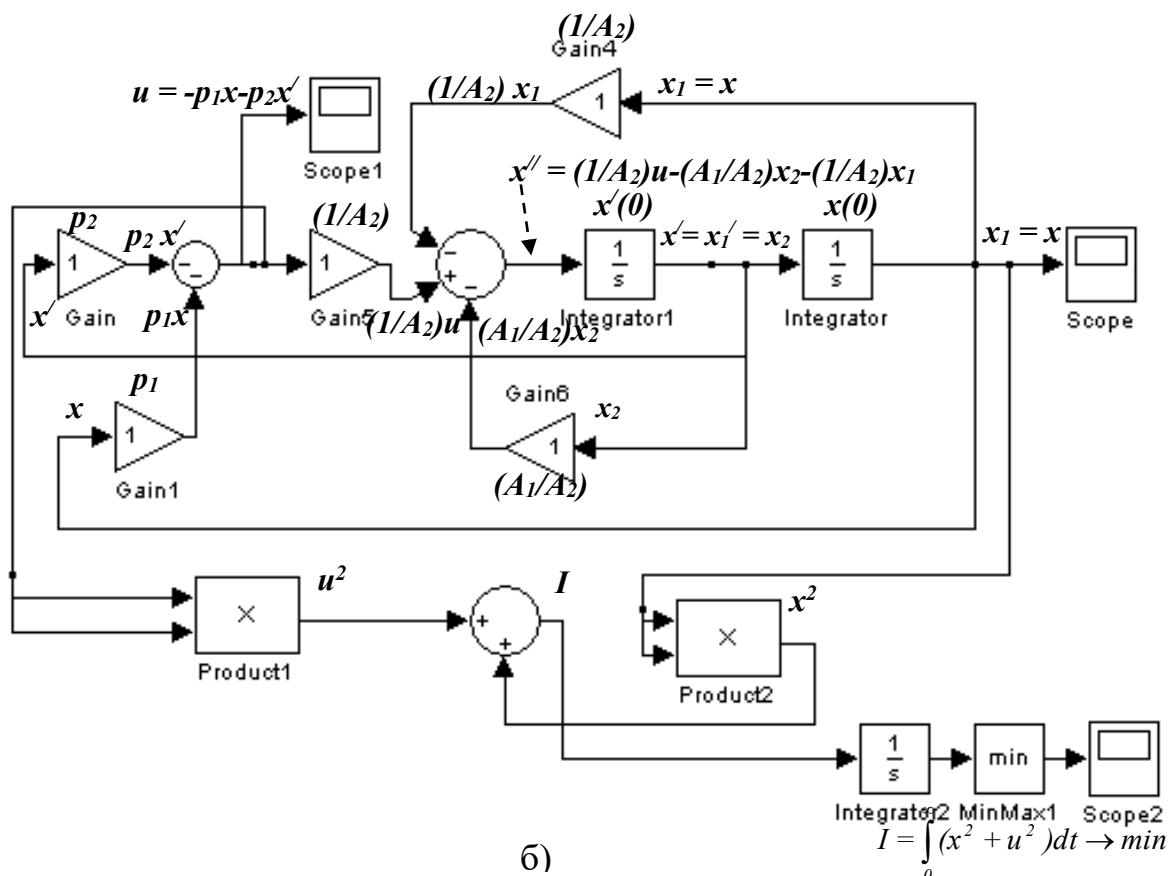 (1/A₂)
Gain4
u = -p₁x-p₂x′
(1/A₂) x₁
1
x₁ = x
Scope1
x″ = (1/A₂)u-(A₁/A₂)x₂-(1/A₂)x₁
p₂
(1/A₂)
x′(0)
x(0)
1
p₂ x′
- -
1
- + -
1/s
x′= x₁′ = x₂
1/s
x₁ = x
x′
Gain
p₁x
Gain5
(1/A₂)u
(A₁/A₂)x₂
Integrator1
Integrator
Scope
p₁
Gain6
x
1
x₂
1
Gain1
(A₁/A₂)
u²
I
x²
×
+ +
×
Product1
Product2
1/s
min
Integrator2
MinMax1
Scope2
I = ∫₀^∞ (x² + u² )dt → min
б)